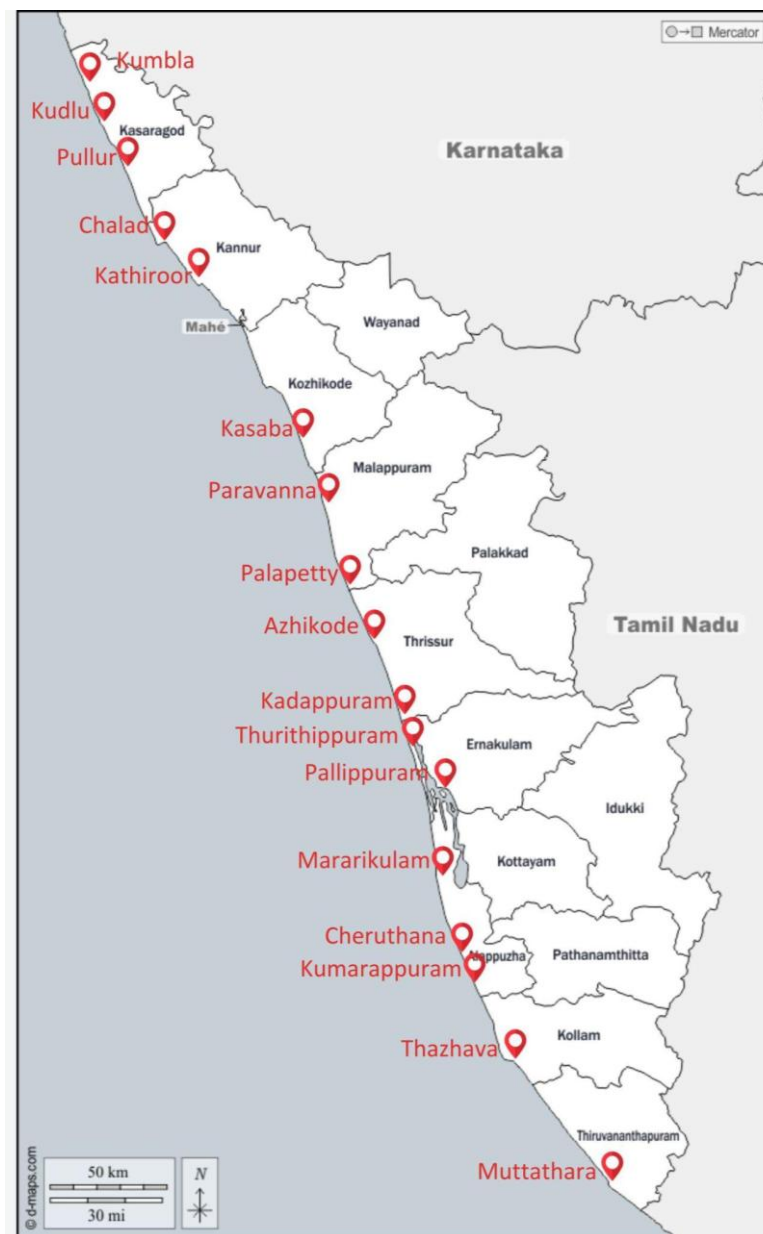 Mercator
Kumbla
Kudlu
Kasaragod
Karnataka
Pullur
Chalad
Kannur
Kathiroor
Wayanad
Mahé
Kozhikode
Kasaba
Malappuram
Paravanna
Palakkad
Palapetty
Azhikode
Tamil Nadu
Thrissur
Kadappuram
Thurithippuram
Ernakulam
Pallippuram
Idukki
Mararikulam
Kottayam
Cheruthana
Alappuzha
Pathanamthitta
Kumarappuram
Kollam
Thazhava
Thiruvananthapuram
Muttathara
50 km
30 mi
N
© d-maps.com